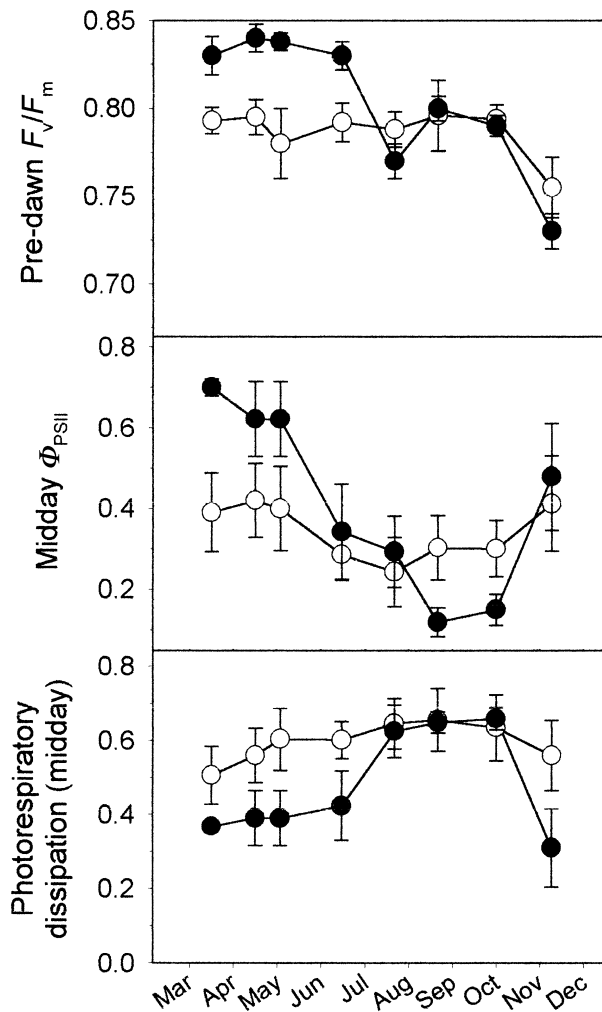 0.85
0.80
0.75
0.70
Pre-dawn Fv/Fm
0.8
0.6
0.4
0.2
Midday ΦPSII
0.8
0.6
0.4
0.2
0.0
Photorespiratory
dissipation (midday)
Mar Apr May Jun Jul Aug Sep Oct Nov Dec